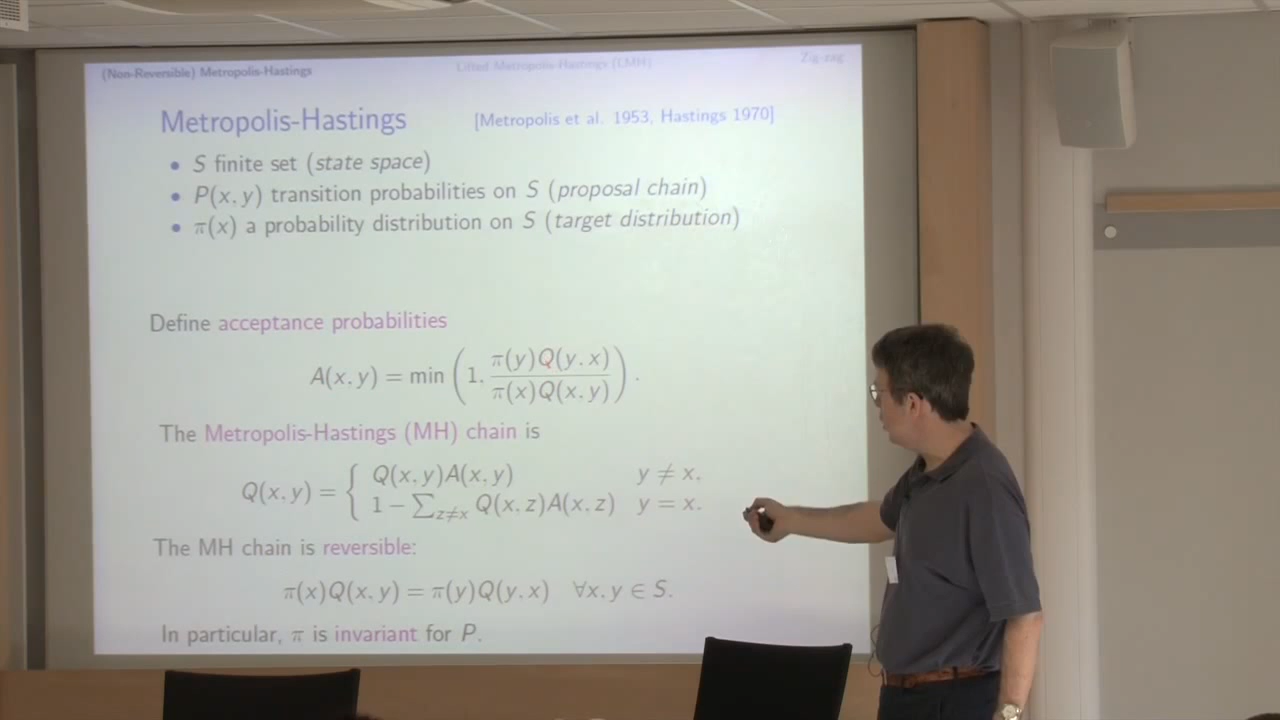 (Non-Reversible) Metropolis-Hastings Lifted Metropolis-Hastings (LMH) Zig-zag
Metropolis-Hastings [Metropolis et al. 1953, Hastings 1970]
• S finite set (state space)
• P(x, y) transition probabilities on S (proposal chain)
• π(x) a probability distribution on S (target distribution)
Define acceptance probabilities
A(x, y) = min (1, π(y)Q(y, x) / π(x)Q(x, y)).
The Metropolis-Hastings (MH) chain is
Q(x, y) = { Q(x, y)A(x, y) y ≠ x,
1 − ∑z≠x Q(x, z)A(x, z) y = x.
The MH chain is reversible:
π(x)Q(x, y) = π(y)Q(y, x) ∀x, y ∈ S.
In particular, π is invariant for P.